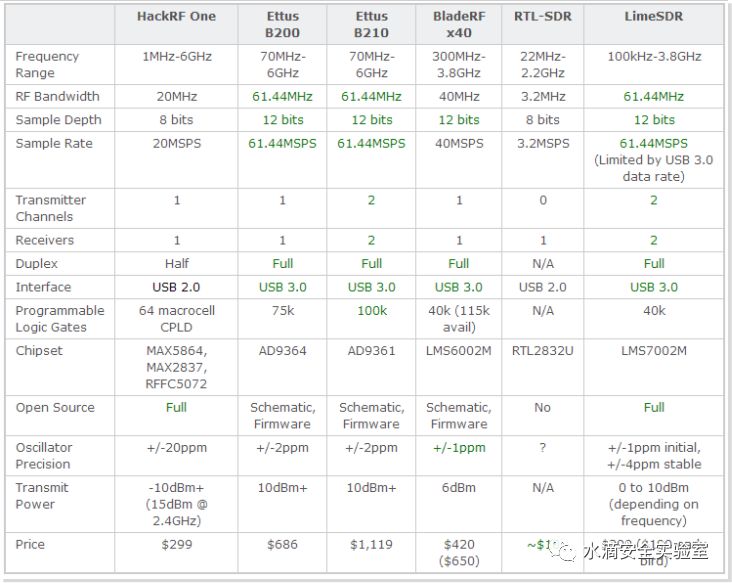 HackRF One Ettus B200 Ettus B210 BladeRF x40 RTL-SDR LimeSDR
Frequency Range 1MHz-6GHz 70MHz-6GHz 70MHz-6GHz 300MHz-3.8GHz 22MHz-2.2GHz 100kHz-3.8GHz
RF Bandwidth 20MHz 61.44MHz 61.44MHz 40MHz 3.2MHz 61.44MHz
Sample Depth 8 bits 12 bits 12 bits 12 bits 8 bits 12 bits
Sample Rate 20MSPS 61.44MSPS 61.44MSPS 40MSPS 3.2MSPS 61.44MSPS (Limited by USB 3.0 data rate)
Transmitter Channels 1 1 2 1 0 2
Receivers 1 1 2 1 1 2
Duplex Half Full Full Full N/A Full
Interface USB 2.0 USB 3.0 USB 3.0 USB 3.0 USB 2.0 USB 3.0
Programmable Logic Gates 64 macrocell CPLD 75k 100k 40k (115k avail) N/A 40k
Chipset MAX5864, MAX2837, RFFC5072 AD9364 AD9361 LMS6002M RTL2832U LMS7002M
Open Source Full Schematic, Firmware Schematic, Firmware Schematic, Firmware No Full
Oscillator Precision +/-20ppm +/-2ppm +/-2ppm +/-1ppm ? +/-1ppm initial, +/-4ppm stable
Transmit Power -10dBm+ (15dBm @ 2.4GHz) 10dBm+ 10dBm+ 6dBm N/A 0 to 10dBm (depending on frequency)
Price $299 $686 $1,119 $420 ($650) bird)
水滴安全实验室